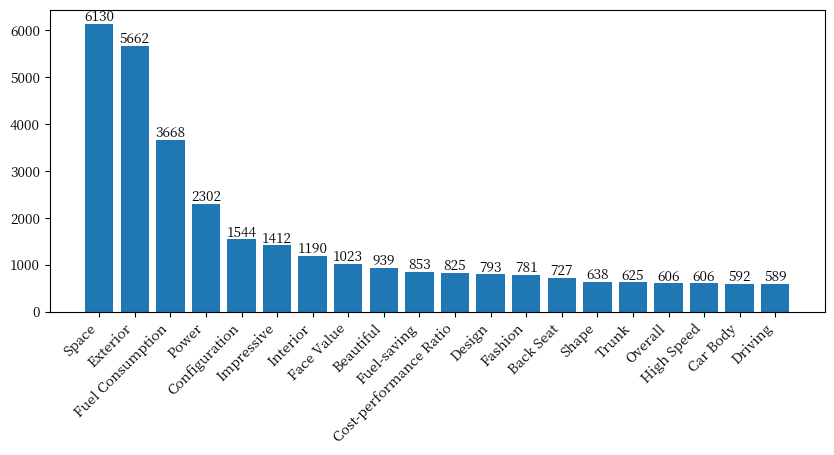 6000
5000
4000
3000
2000
1000
0
6130
5662
3668
2302
1544
1412
1190
1023
939
853
825
793
781
727
638
625
606
606
592
589
Space
Exterior
Fuel Consumption
Power
Configuration
Impressive
Interior
Face Value
Beautiful
Fuel-saving
Cost-performance Ratio
Design
Fashion
Back Seat
Shape
Trunk
Overall
High Speed
Car Body
Driving